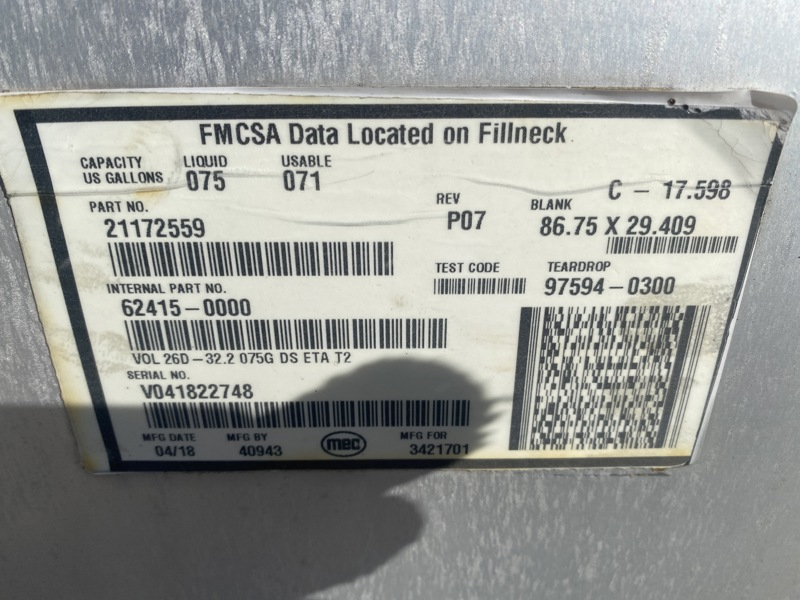 FMCSA Data Located on Fillneck
CAPACITY US GALLONS LIQUID 075 USABLE 071
C - 17.598
PART NO. REV BLANK
21172559 P07 86.75 X 29.409
TEST CODE TEARDROP
97594-0300
INTERNAL PART NO.
62415-0000
VOL 26D-32.2 075G DS ETA T2
SERIAL NO.
V041822748
MFG DATE MFG BY mec MFG FOR
04/18 40943 3421701